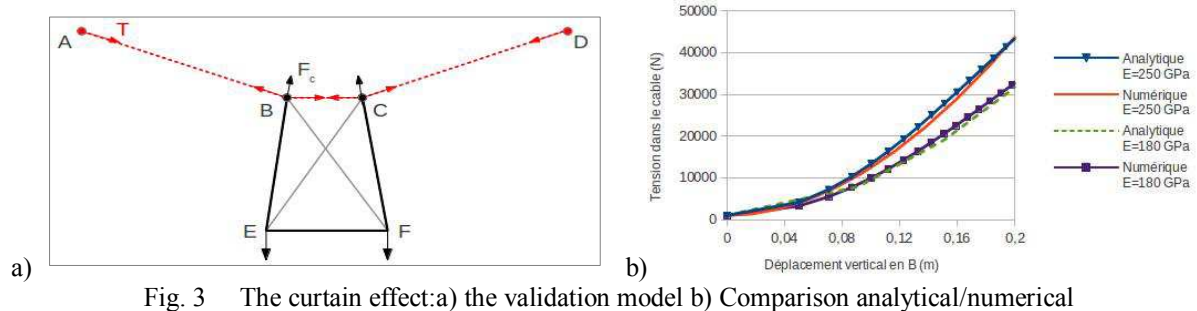 a)
A
T
D
F_c
B
C
E
F
b)
Tension dans le cable (N)
50000
40000
30000
20000
10000
0
0
0,04
0,08
0,12
0,16
0,2
Déplacement vertical en B (m)
Analytique
E=250 GPa
Numérique
E=250 GPa
Analytique
E=180 GPa
Numérique
E=180 GPa
Fig. 3 The curtain effect:a) the validation model b) Comparison analytical/numerical